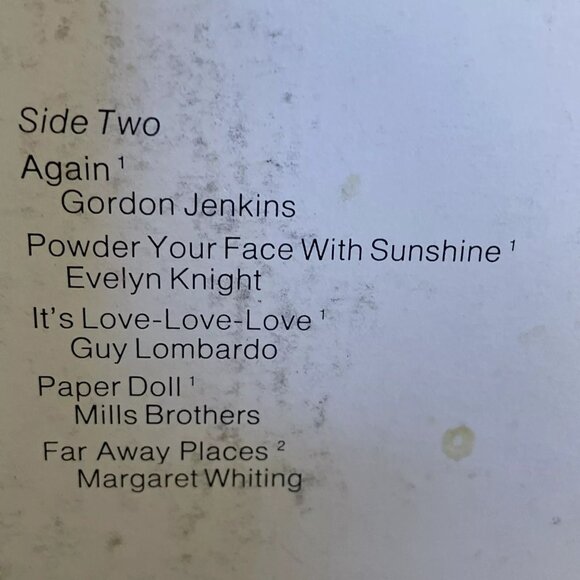 Side Two
Again ¹
Gordon Jenkins
Powder Your Face With Sunshine ¹
Evelyn Knight
It's Love-Love-Love ¹
Guy Lombardo
Paper Doll ¹
Mills Brothers
Far Away Places ²
Margaret Whiting